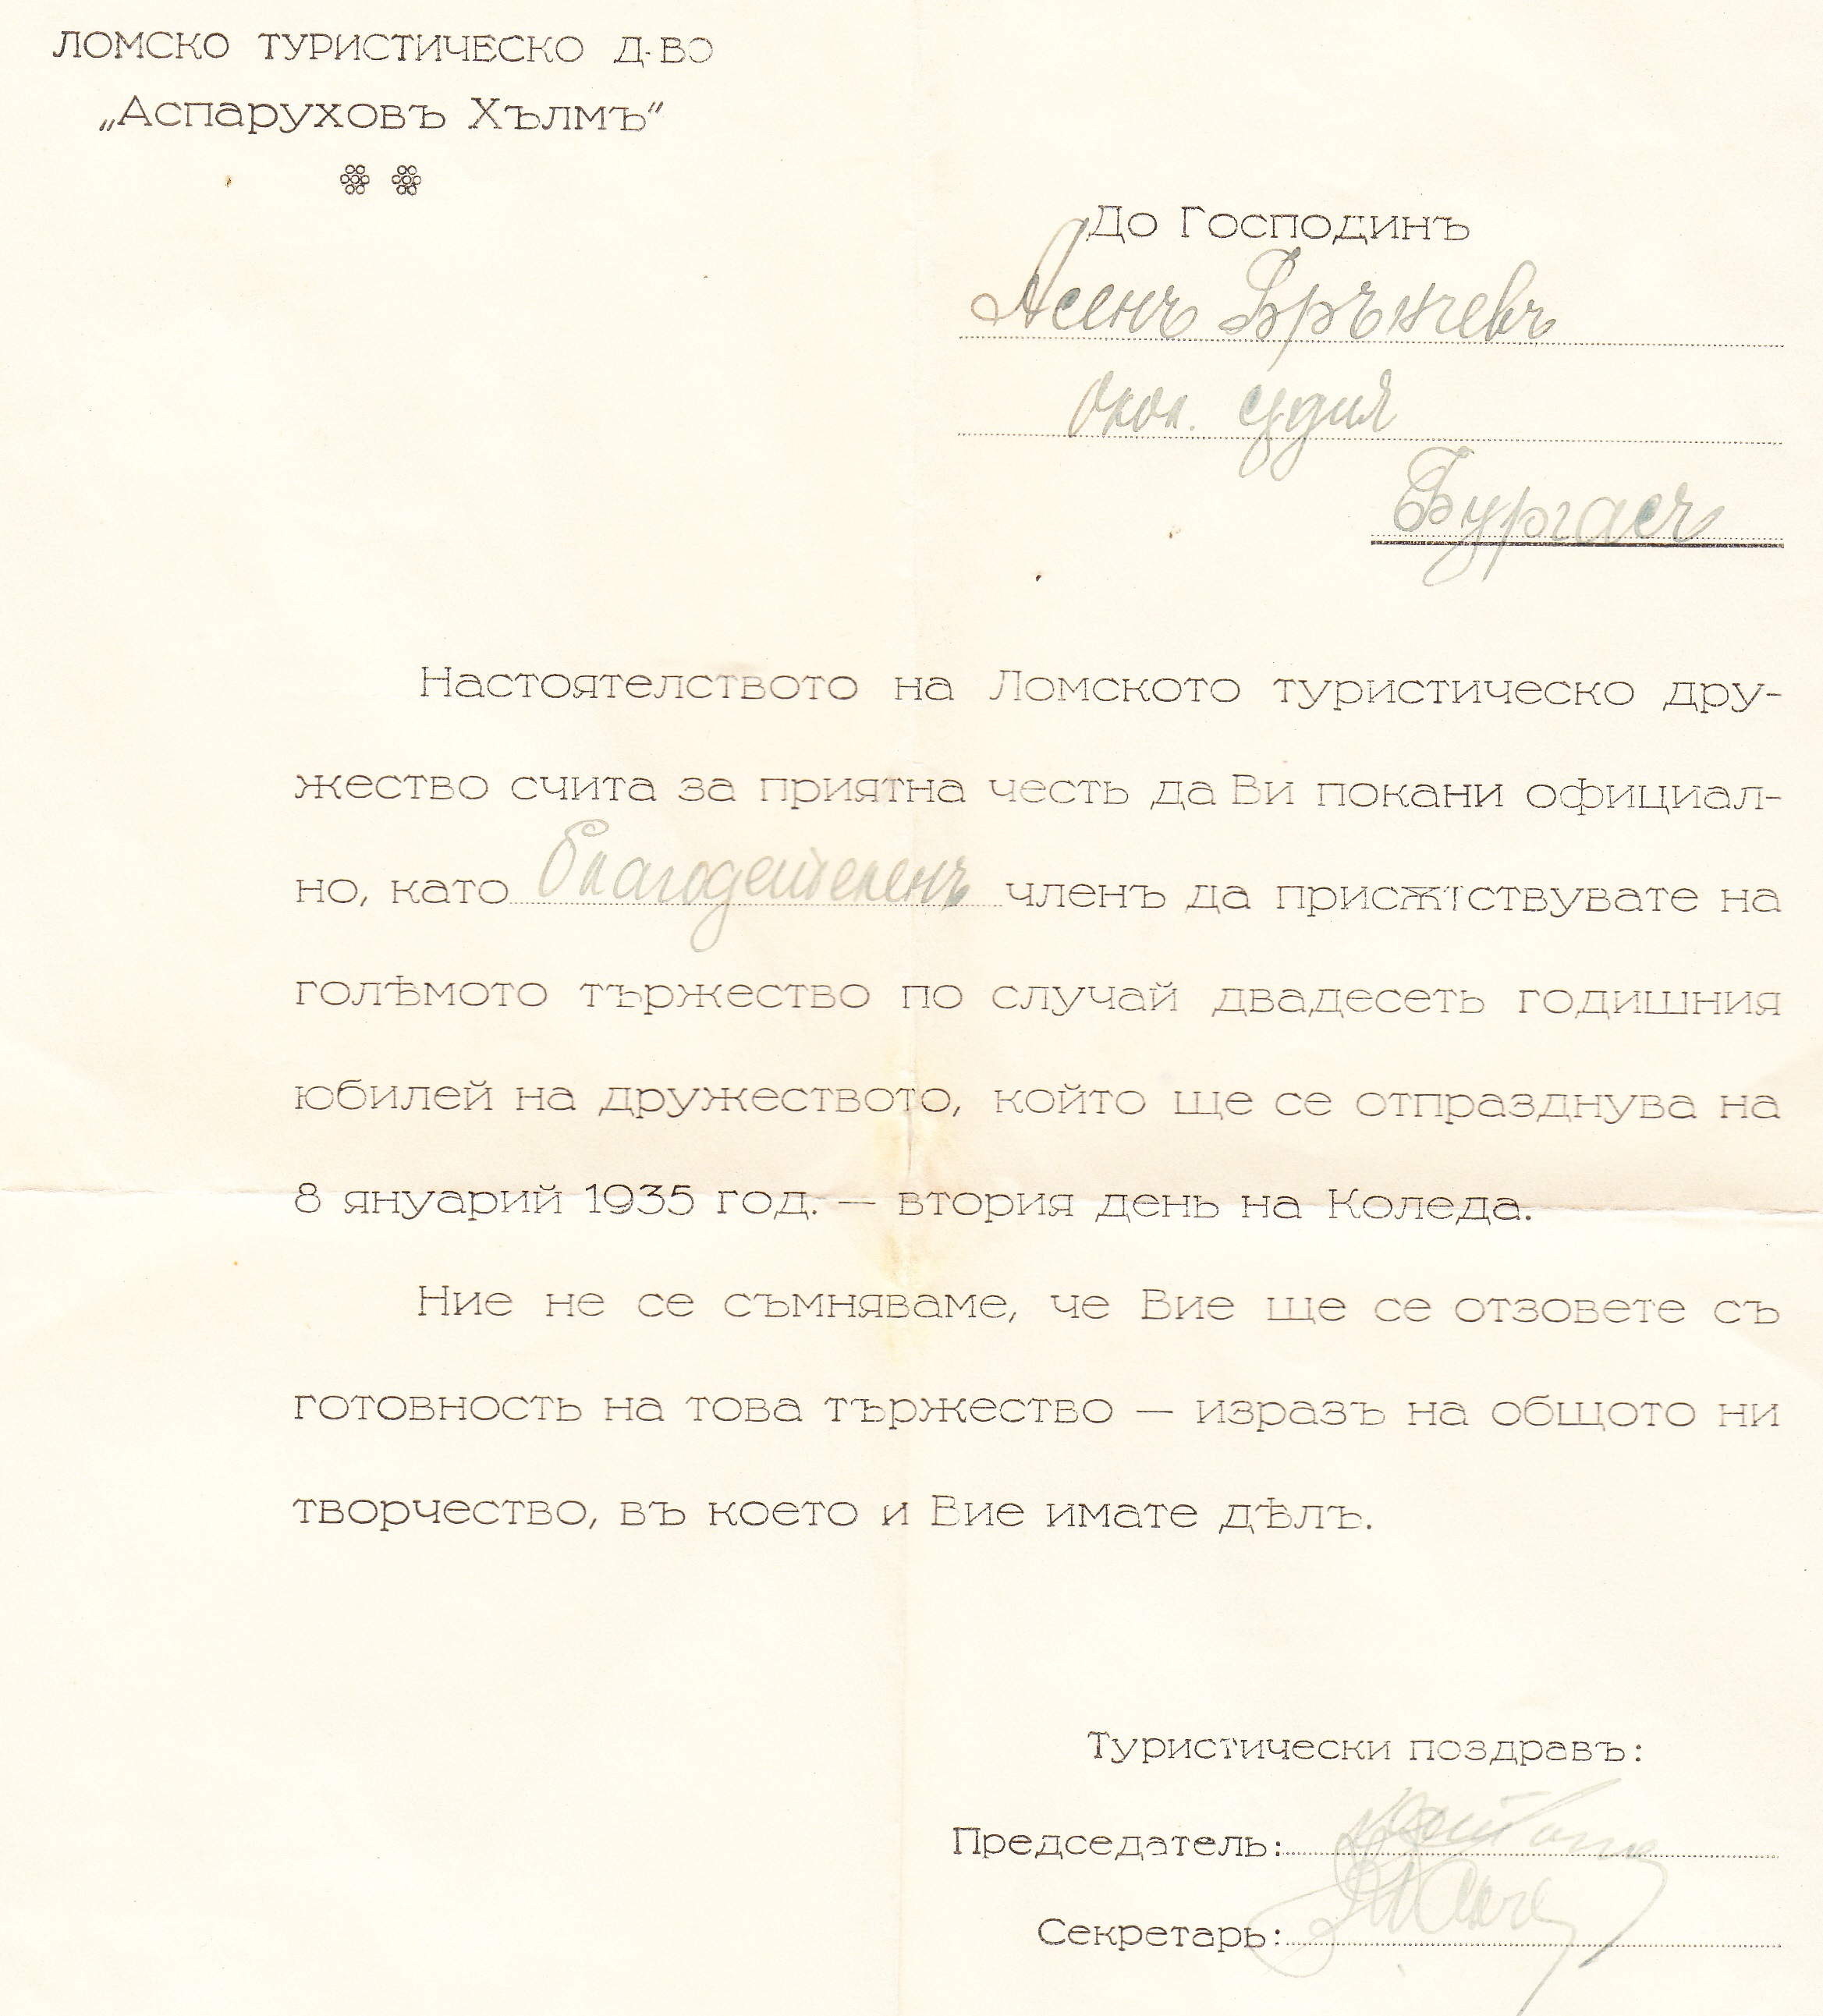 ЛОМСКО ТУРИСТИЧЕСКО Д-ВО
„Аспаруховъ Хълмъ"
До Господинъ
Асенъ Брънчевъ
окол. съдия
Бургасъ
Настоятелството на Ломското туристическо дру-
жество счита за приятна честь да Ви покани официал-
но, като благодетеленъ членъ да присѫтствувате на
голѣмото тържество по случай двадесеть годишния
юбилей на дружеството, който ще се отпразднува на
8 януарий 1935 год. — втория день на Коледа.
Ние не се съмняваме, че Вие ще се отзовете съ
готовность на това тържество — изразъ на общото ни
творчество, въ което и Вие имате дѣлъ.
Туристически поздравъ:
Председатель:
Секретарь: